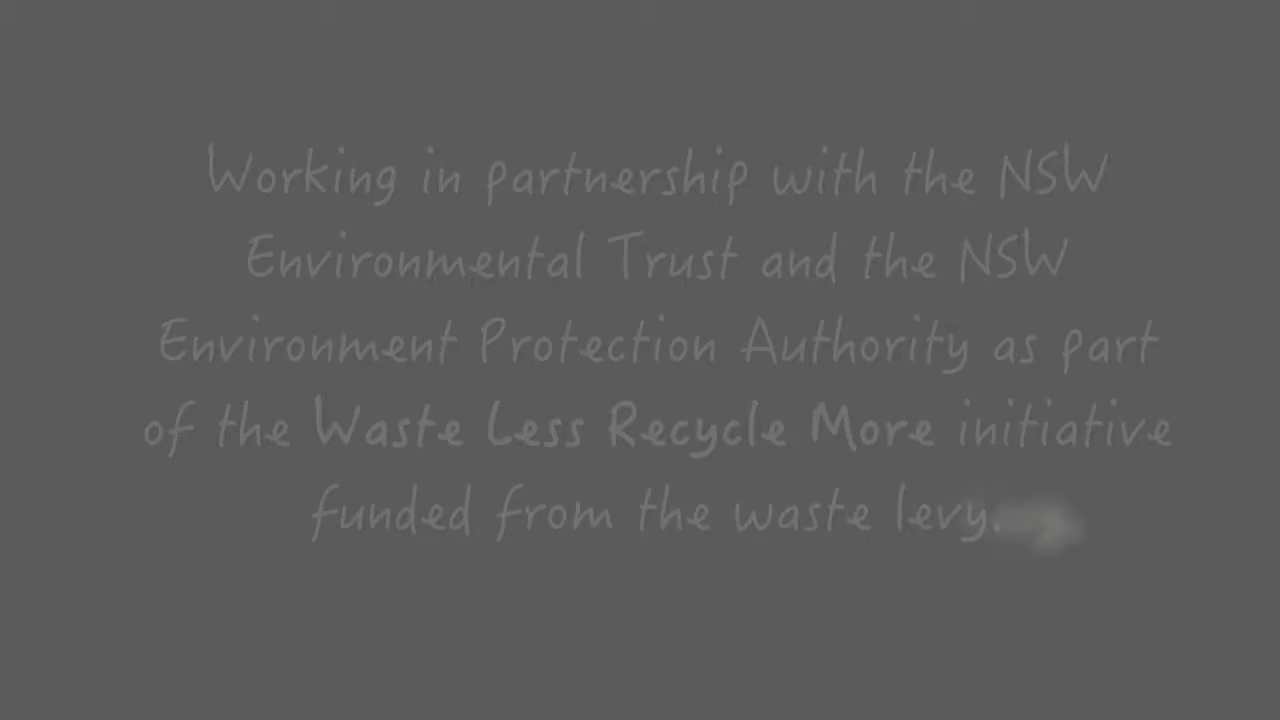 Working in partnership with the NSW
Environmental Trust and the NSW
Environment Protection Authority as part
of the Waste Less Recycle More initiative
funded from the waste levy.